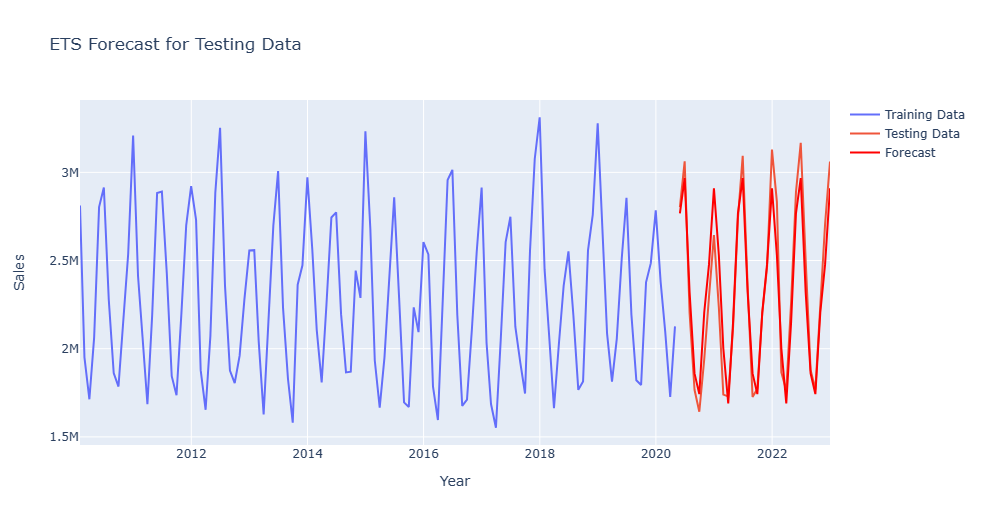 ETS Forecast for Testing Data
Training Data
Testing Data
Forecast
3M
2.5M
2M
1.5M
Sales
2012
2014
2016
2018
2020
2022
Year